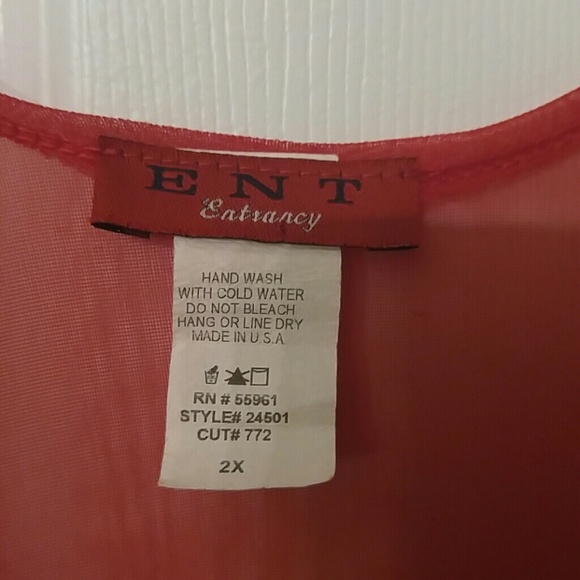 ENT
Entrancy
HAND WASH
WITH COLD WATER
DO NOT BLEACH
HANG OR LINE DRY
MADE IN U.S.A
RN # 55961
STYLE# 24501
CUT# 772
2X